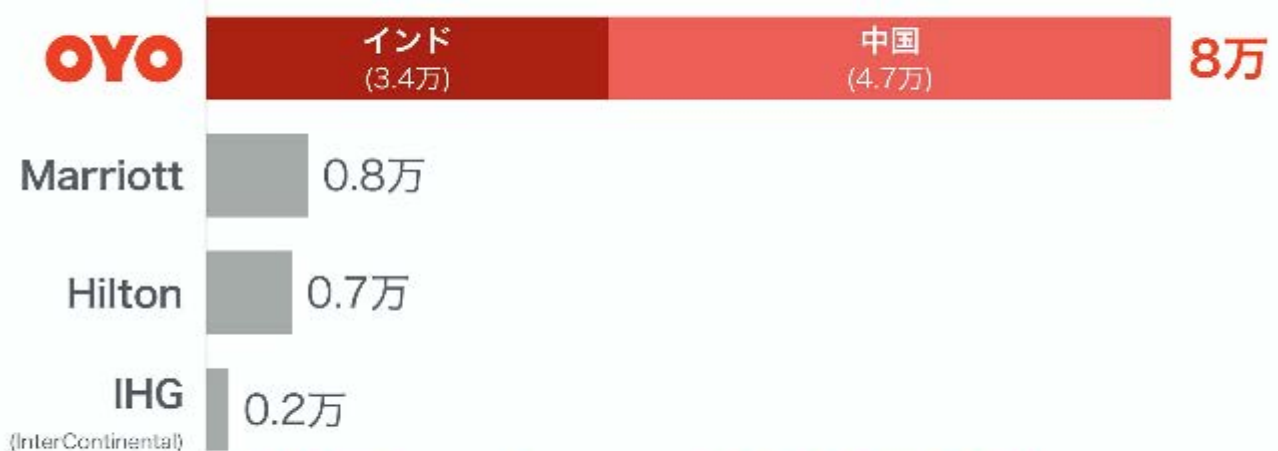 OYO
インド
(3.4万)
中国
(4.7万)
8万
Marriott
0.8万
Hilton
0.7万
IHG
(InterContinental)
0.2万